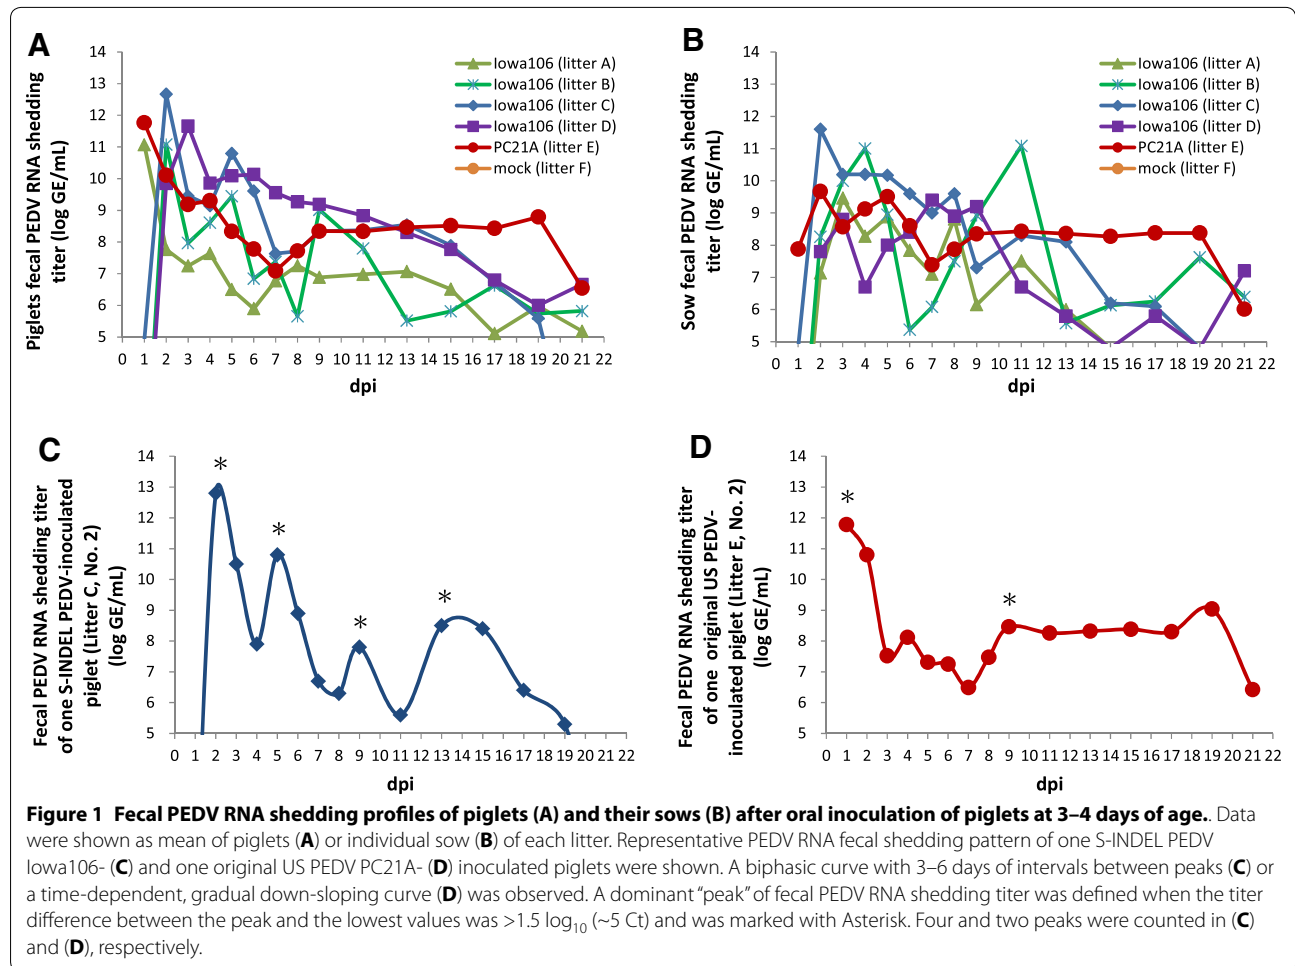 A
Piglets fecal PEDV RNA shedding
titer (log GE/mL)
14
13
12
11
10
9
8
7
6
5
0 1 2 3 4 5 6 7 8 9 10 11 12 13 14 15 16 17 18 19 20 21 22
dpi
Iowa106 (litter A)
Iowa106 (litter B)
Iowa106 (litter C)
Iowa106 (litter D)
PC21A (litter E)
mock (litter F)
B
Sow fecal PEDV RNA shedding
titer (log GE/mL)
14
13
12
11
10
9
8
7
6
5
0 1 2 3 4 5 6 7 8 9 10 11 12 13 14 15 16 17 18 19 20 21 22
dpi
Iowa106 (litter A)
Iowa106 (litter B)
Iowa106 (litter C)
Iowa106 (litter D)
PC21A (litter E)
mock (litter F)
C
Fecal PEDV RNA shedding titer
of one S-INDEL PEDV-inoculated
piglet (Litter C, No. 2)
(log GE/mL)
14
13
12
11
10
9
8
7
6
5
* * * *
0 1 2 3 4 5 6 7 8 9 10 11 12 13 14 15 16 17 18 19 20 21 22
dpi
D
Fecal PEDV RNA shedding titer
of one original US PEDV-
inoculated piglet (Litter E, No. 2)
(log GE/mL)
14
13
12
11
10
9
8
7
6
5
* *
0 1 2 3 4 5 6 7 8 9 10 11 12 13 14 15 16 17 18 19 20 21 22
dpi
Figure 1 Fecal PEDV RNA shedding profiles of piglets (A) and their sows (B) after oral inoculation of piglets at 3–4 days of age.. Data
were shown as mean of piglets (A) or individual sow (B) of each litter. Representative PEDV RNA fecal shedding pattern of one S-INDEL PEDV
Iowa106- (C) and one original US PEDV PC21A- (D) inoculated piglets were shown. A biphasic curve with 3–6 days of intervals between peaks (C) or
a time-dependent, gradual down-sloping curve (D) was observed. A dominant “peak” of fecal PEDV RNA shedding titer was defined when the titer
difference between the peak and the lowest values was >1.5 log10 (~5 Ct) and was marked with Asterisk. Four and two peaks were counted in (C)
and (D), respectively.